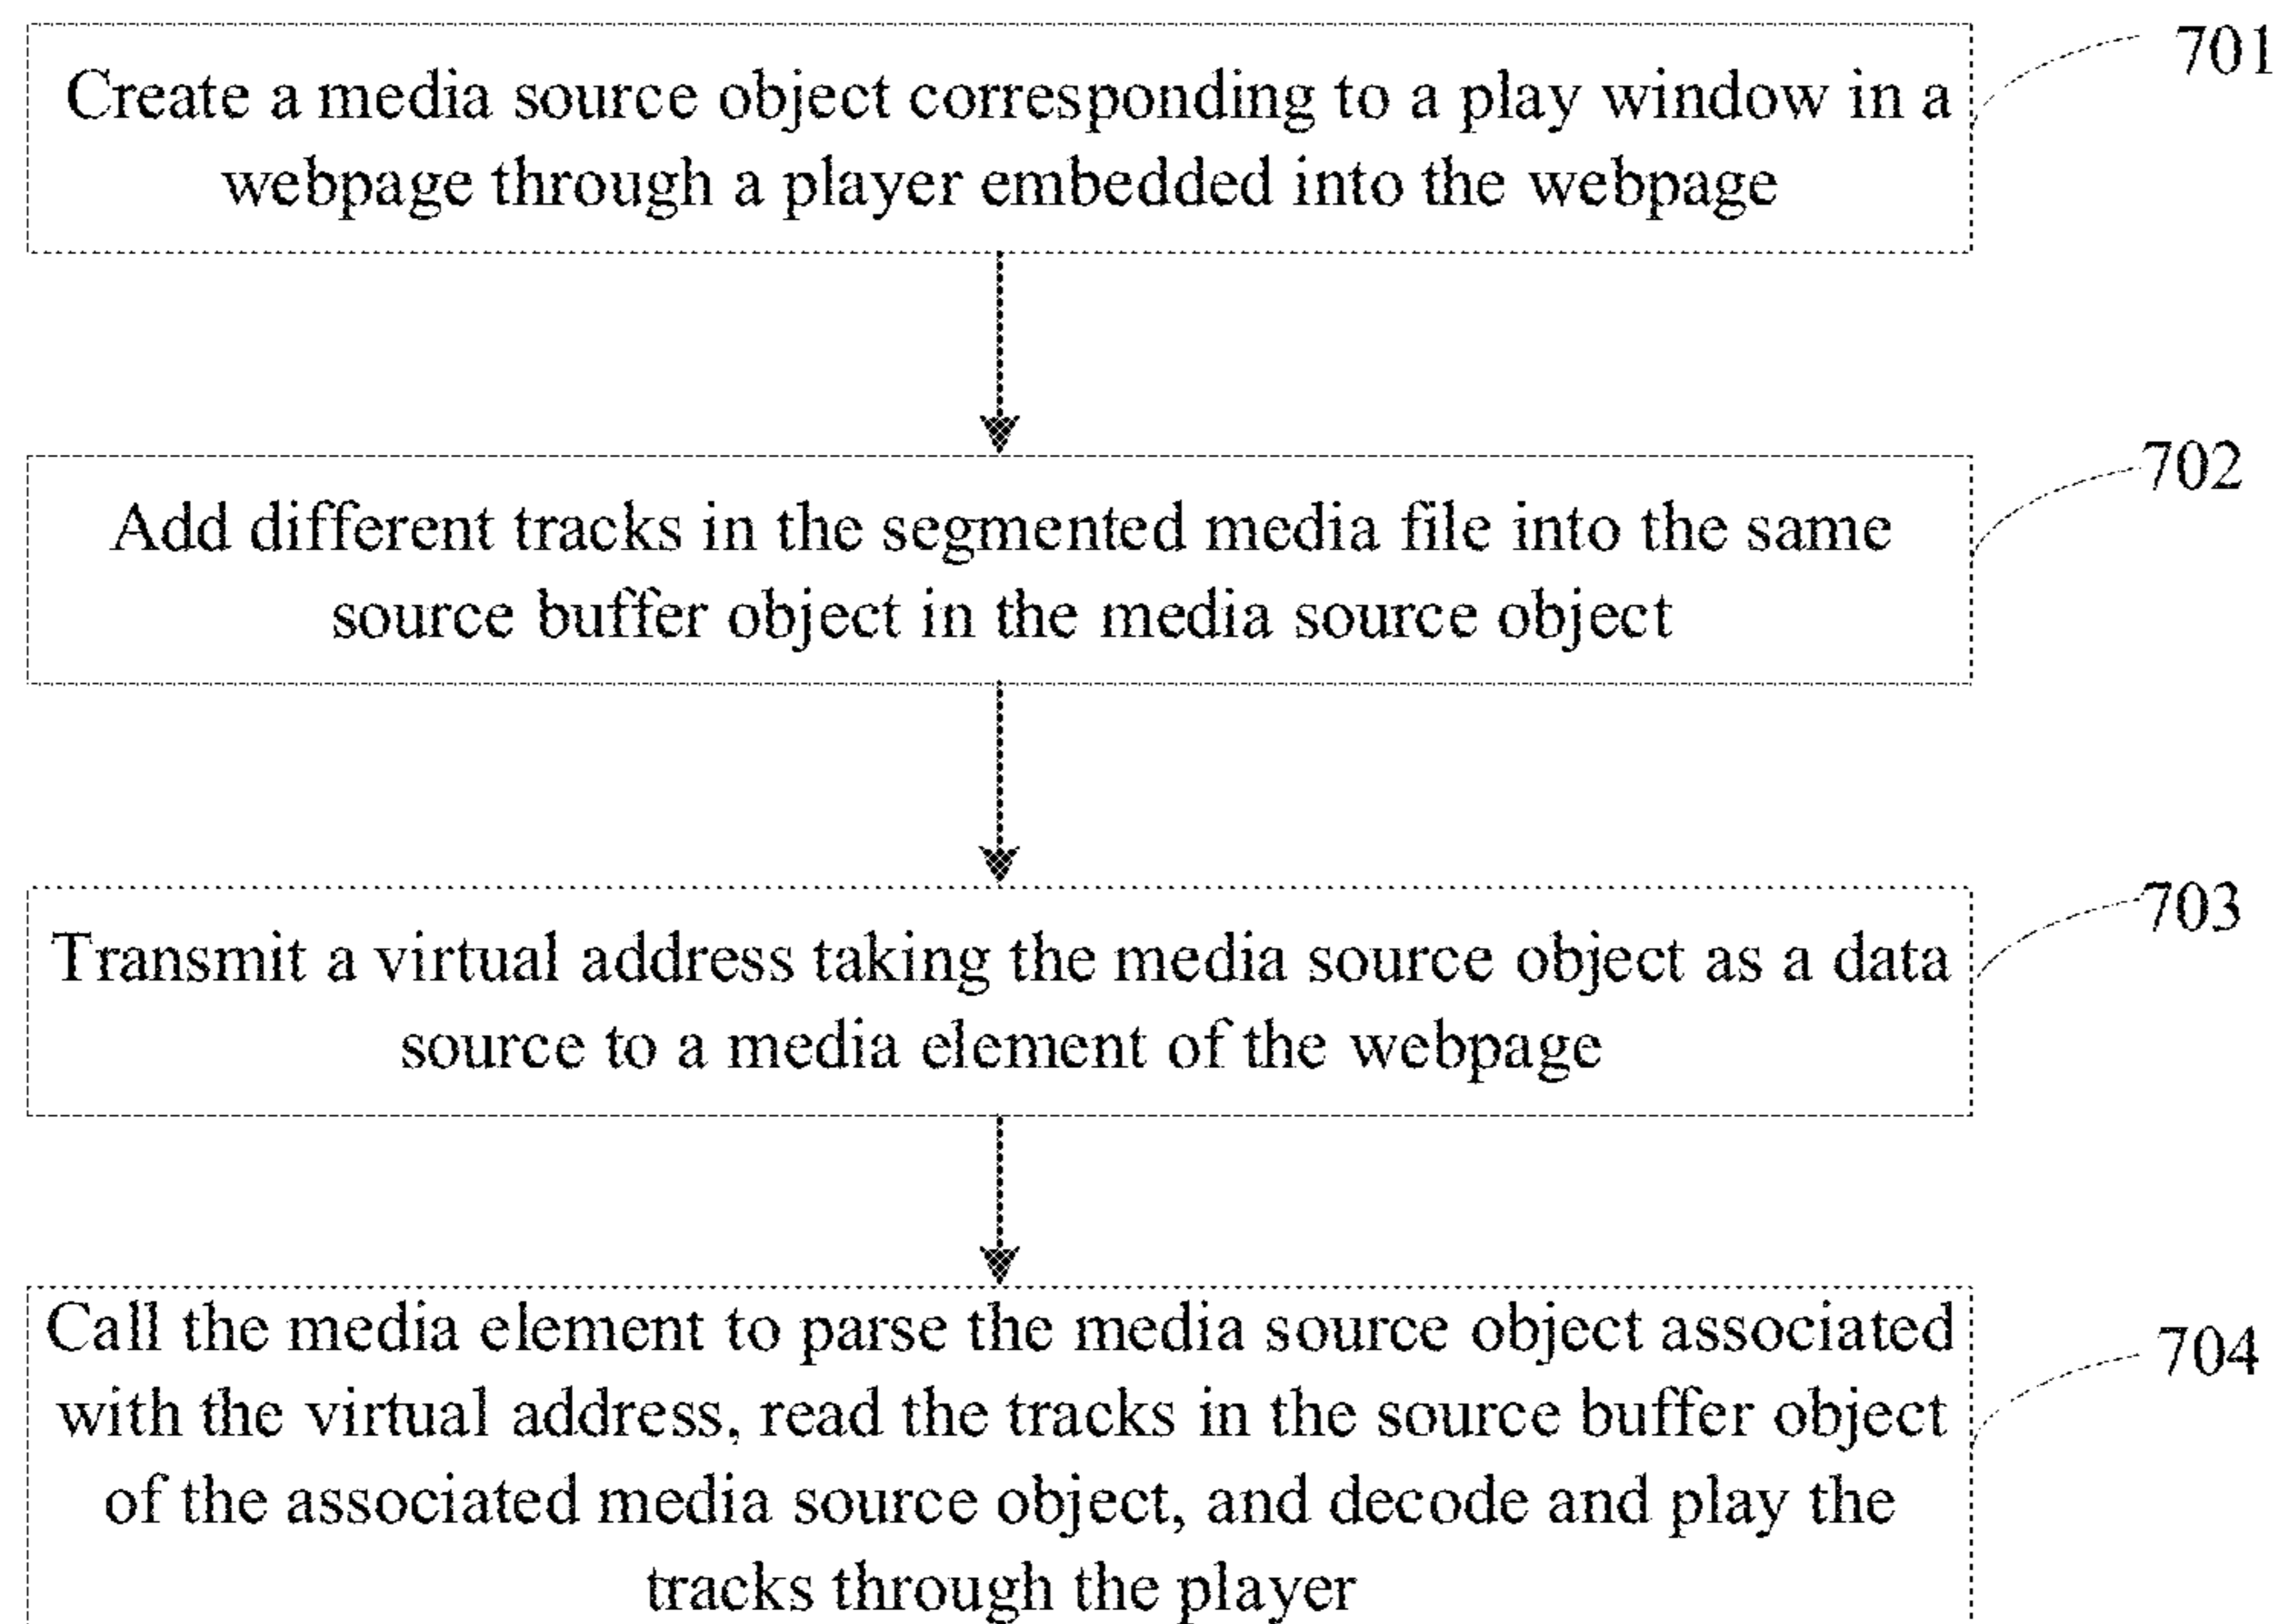 701
Create a media source object corresponding to a play window in a
webpage through a player embedded into the webpage
702
Add different tracks in the segmented media file into the same
source buffer object in the media source object
703
Transmit a virtual address taking the media source object as a data
source to a media element of the webpage
704
Call the media element to parse the media source object associated
with the virtual address, read the tracks in the source buffer object
of the associated media source object, and decode and play the
tracks through the player